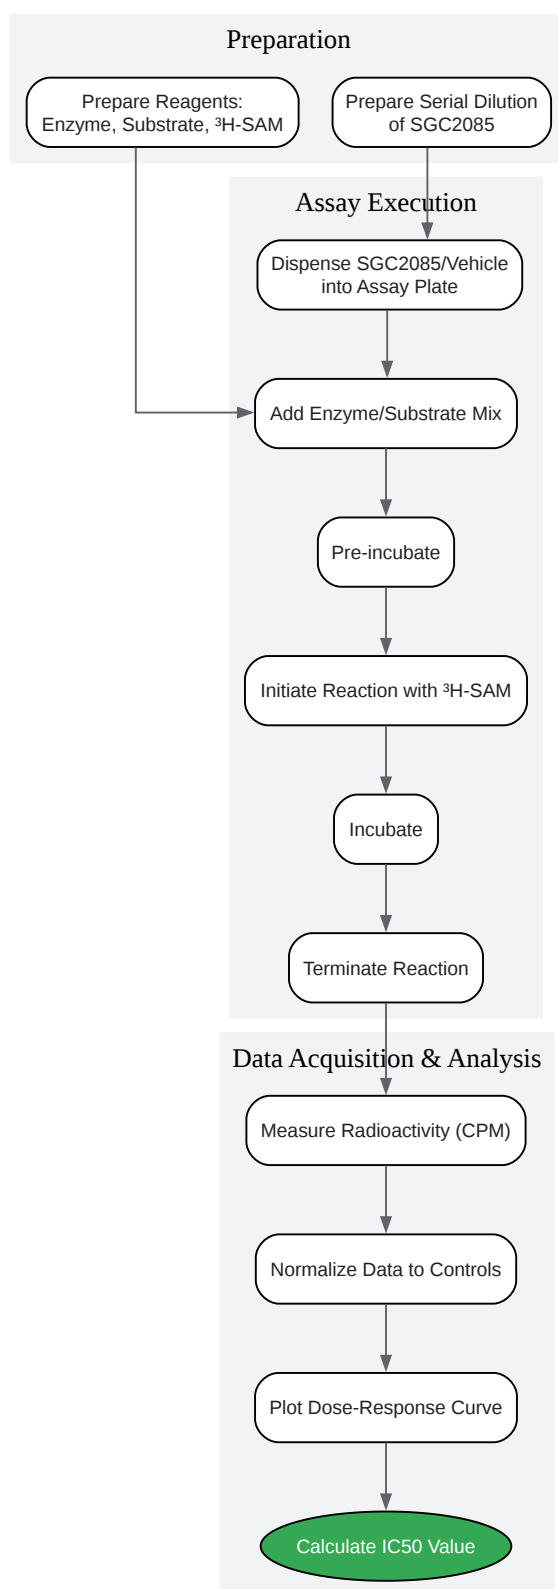 Preparation
Prepare Reagents:
Enzyme, Substrate, ³H-SAM
Prepare Serial Dilution
of SGC2085
Assay Execution
Dispense SGC2085/Vehicle
into Assay Plate
Add Enzyme/Substrate Mix
Pre-incubate
Initiate Reaction with ³H-SAM
Incubate
Terminate Reaction
Data Acquisition & Analysis
Measure Radioactivity (CPM)
Normalize Data to Controls
Plot Dose-Response Curve
Calculate IC50 Value